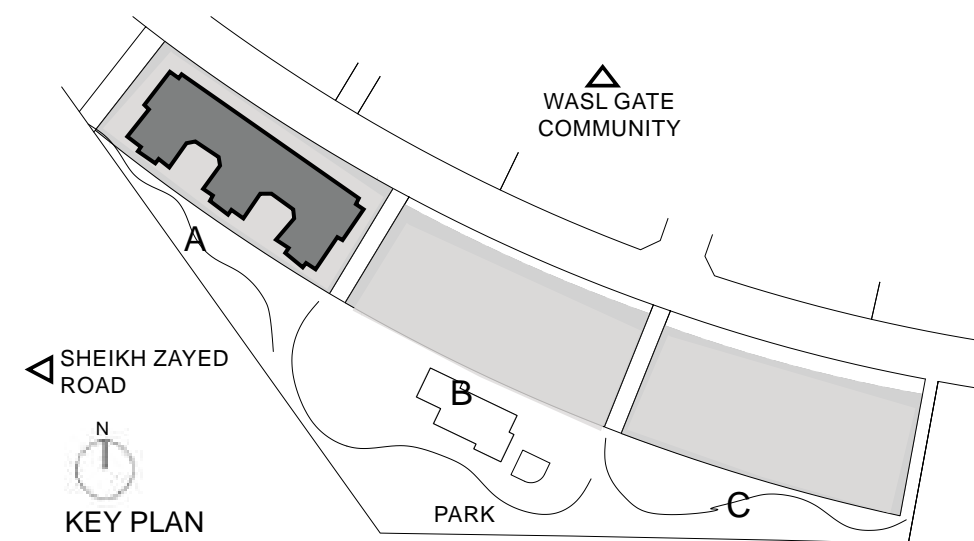 WASL GATE
COMMUNITY
A
SHEIKH ZAYED
ROAD
B
N
KEY PLAN
PARK
C